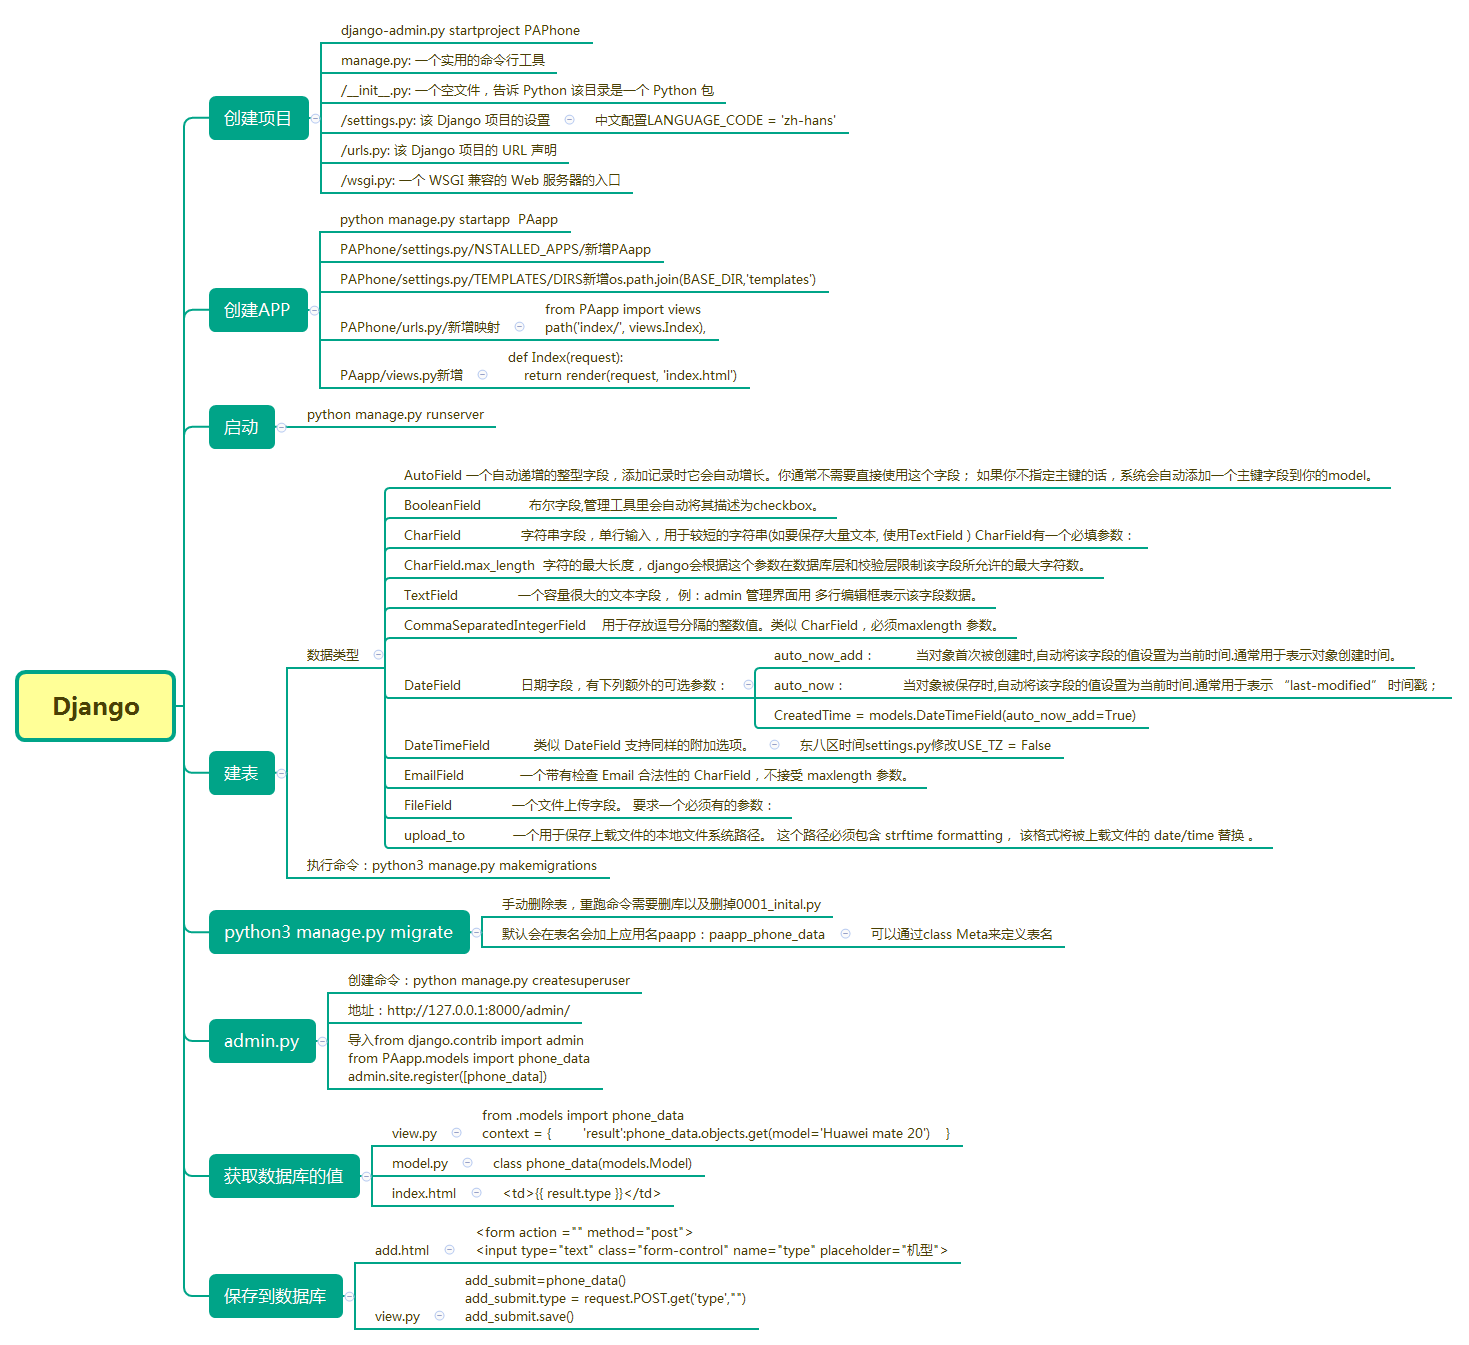 Django
创建项目
django-admin.py startproject PAPhone
manage.py: 一个实用的命令行工具
/__init__.py: 一个空文件，告诉 Python 该目录是一个 Python 包
/settings.py: 该 Django 项目的设置
中文配置LANGUAGE_CODE = 'zh-hans'
/urls.py: 该 Django 项目的 URL 声明
/wsgi.py: 一个 WSGI 兼容的 Web 服务器的入口
创建APP
python manage.py startapp  PAapp
PAPhone/settings.py/NSTALLED_APPS/新增PAapp
PAPhone/settings.py/TEMPLATES/DIRS新增os.path.join(BASE_DIR,'templates')
PAPhone/urls.py/新增映射
from PAapp import views
path('index/', views.Index),
PAapp/views.py新增
def Index(request):
return render(request, 'index.html')
启动
python manage.py runserver
建表
数据类型
AutoField 一个自动递增的整型字段，添加记录时它会自动增长。你通常不需要直接使用这个字段； 如果你不指定主键的话，系统会自动添加一个主键字段到你的model。
BooleanField 布尔字段,管理工具里会自动将其描述为checkbox。
CharField 字符串字段，单行输入，用于较短的字符串(如要保存大量文本, 使用TextField ) CharField有一个必填参数：
CharField.max_length 字符的最大长度，django会根据这个参数在数据库层和校验层限制该字段所允许的最大字符数。
TextField 一个容量很大的文本字段， 例：admin 管理界面用 多行编辑框表示该字段数据。
CommaSeparatedIntegerField 用于存放逗号分隔的整数值。类似 CharField，必须maxlength 参数。
DateField 日期字段，有下列额外的可选参数：
auto_now_add： 当对象首次被创建时,自动将该字段的值设置为当前时间.通常用于表示对象创建时间。
auto_now： 当对象被保存时,自动将该字段的值设置为当前时间.通常用于表示 “last-modified” 时间戳；
CreatedTime = models.DateTimeField(auto_now_add=True)
DateTimeField 类似 DateField 支持同样的附加选项。
东八区时间settings.py修改USE_TZ = False
EmailField 一个带有检查 Email 合法性的 CharField，不接受 maxlength 参数。
FileField 一个文件上传字段。 要求一个必须有的参数：
upload_to 一个用于保存上载文件的本地文件系统路径。 这个路径必须包含 strftime formatting， 该格式将被上载文件的 date/time 替换 。
执行命令：python3 manage.py makemigrations
python3 manage.py migrate
手动删除表，重跑命令需要删库以及删掉0001_inital.py
默认会在表名会加上应用名paapp：paapp_phone_data
可以通过class Meta来定义表名
admin.py
创建命令：python manage.py createsuperuser
地址：http://127.0.0.1:8000/admin/
导入from django.contrib import admin
from PAapp.models import phone_data
admin.site.register([phone_data])
获取数据库的值
view.py
from .models import phone_data
context = { 'result':phone_data.objects.get(model='Huawei mate 20') }
model.py
class phone_data(models.Model)
index.html
<td>{{ result.type }}</td>
保存到数据库
add.html
<form action ="" method="post">
<input type="text" class="form-control" name="type" placeholder="机型">
view.py
add_submit=phone_data()
add_submit.type = request.POST.get('type',"")
add_submit.save()